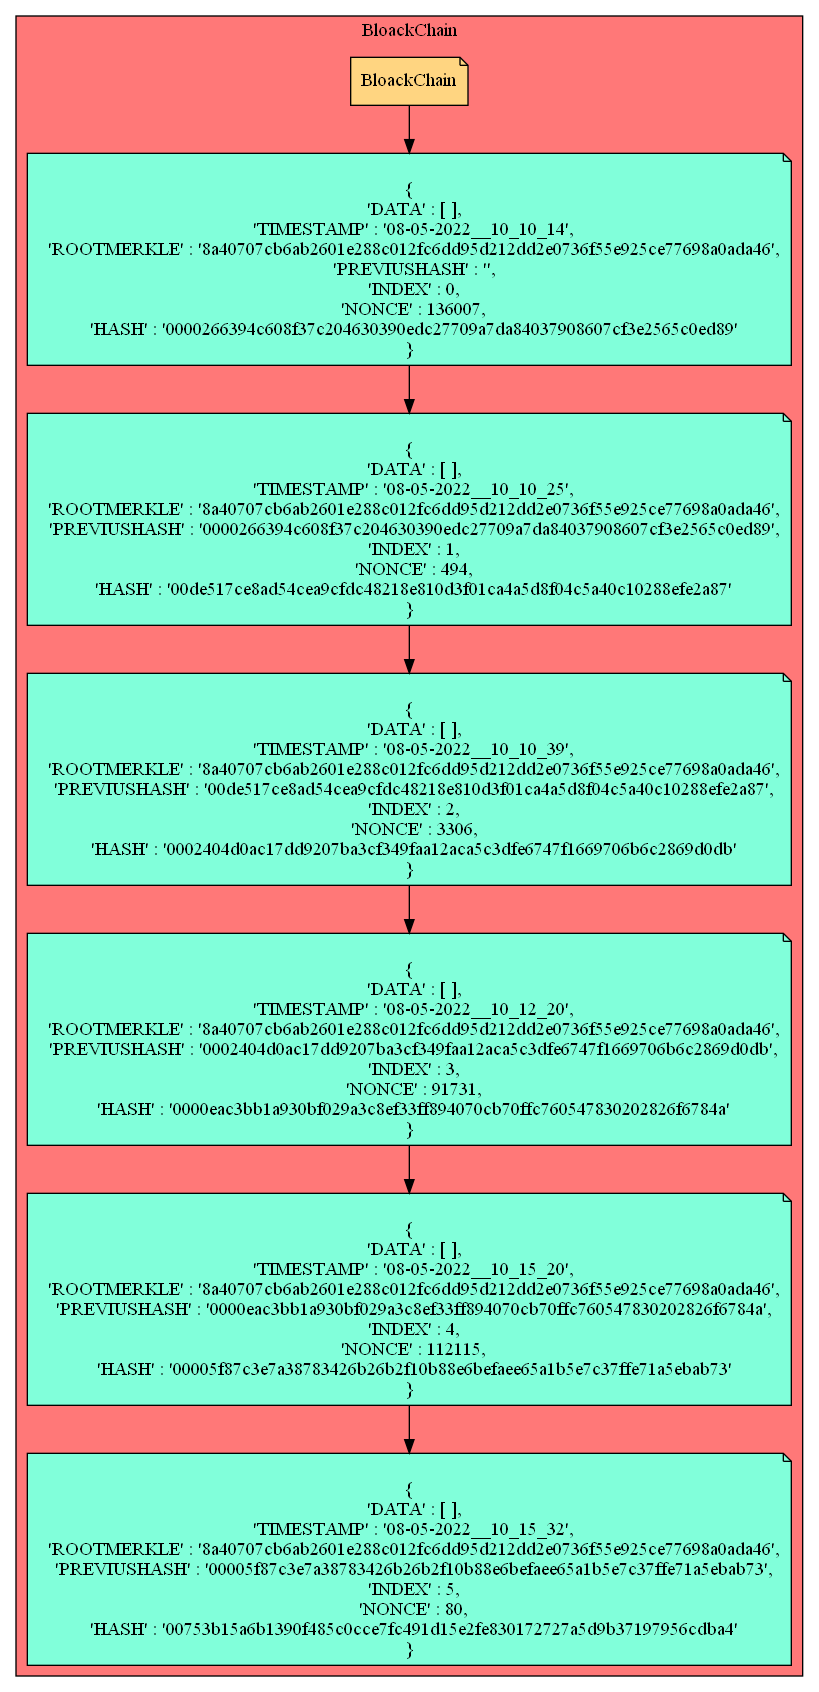 BloackChain
BloackChain
{
'DATA' : [ ],
'TIMESTAMP' : '08-05-2022__10_10_14',
'ROOTMERKLE' : '8a40707cb6ab2601e288c012fc6dd95d212dd2e0736f55e925ce77698a0ada46',
'PREVIUSHASH' : '',
'INDEX' : 0,
'NONCE' : 136007,
'HASH' : '0000266394c608f37c204630390edc27709a7da84037908607cf3e2565c0ed89'
}
{
'DATA' : [ ],
'TIMESTAMP' : '08-05-2022__10_10_25',
'ROOTMERKLE' : '8a40707cb6ab2601e288c012fc6dd95d212dd2e0736f55e925ce77698a0ada46',
'PREVIUSHASH' : '0000266394c608f37c204630390edc27709a7da84037908607cf3e2565c0ed89',
'INDEX' : 1,
'NONCE' : 494,
'HASH' : '00de517ce8ad54cea9cfdc48218e810d3f01ca4a5d8f04c5a40c10288efe2a87'
}
{
'DATA' : [ ],
'TIMESTAMP' : '08-05-2022__10_10_39',
'ROOTMERKLE' : '8a40707cb6ab2601e288c012fc6dd95d212dd2e0736f55e925ce77698a0ada46',
'PREVIUSHASH' : '00de517ce8ad54cea9cfdc48218e810d3f01ca4a5d8f04c5a40c10288efe2a87',
'INDEX' : 2,
'NONCE' : 3306,
'HASH' : '0002404d0ac17dd9207ba3cf349faa12aca5c3dfe6747f1669706b6c2869d0db'
}
{
'DATA' : [ ],
'TIMESTAMP' : '08-05-2022__10_12_20',
'ROOTMERKLE' : '8a40707cb6ab2601e288c012fc6dd95d212dd2e0736f55e925ce77698a0ada46',
'PREVIUSHASH' : '0002404d0ac17dd9207ba3cf349faa12aca5c3dfe6747f1669706b6c2869d0db',
'INDEX' : 3,
'NONCE' : 91731,
'HASH' : '0000eac3bb1a930bf029a3c8ef33ff894070cb70ffc760547830202826f6784a'
}
{
'DATA' : [ ],
'TIMESTAMP' : '08-05-2022__10_15_20',
'ROOTMERKLE' : '8a40707cb6ab2601e288c012fc6dd95d212dd2e0736f55e925ce77698a0ada46',
'PREVIUSHASH' : '0000eac3bb1a930bf029a3c8ef33ff894070cb70ffc760547830202826f6784a',
'INDEX' : 4,
'NONCE' : 112115,
'HASH' : '00005f87c3e7a38783426b26b2f10b88e6befaee65a1b5e7c37ffe71a5ebab73'
}
{
'DATA' : [ ],
'TIMESTAMP' : '08-05-2022__10_15_32',
'ROOTMERKLE' : '8a40707cb6ab2601e288c012fc6dd95d212dd2e0736f55e925ce77698a0ada46',
'PREVIUSHASH' : '00005f87c3e7a38783426b26b2f10b88e6befaee65a1b5e7c37ffe71a5ebab73',
'INDEX' : 5,
'NONCE' : 80,
'HASH' : '00753b15a6b1390f485c0cce7fc491d15e2fe830172727a5d9b37197956cdba4'
}